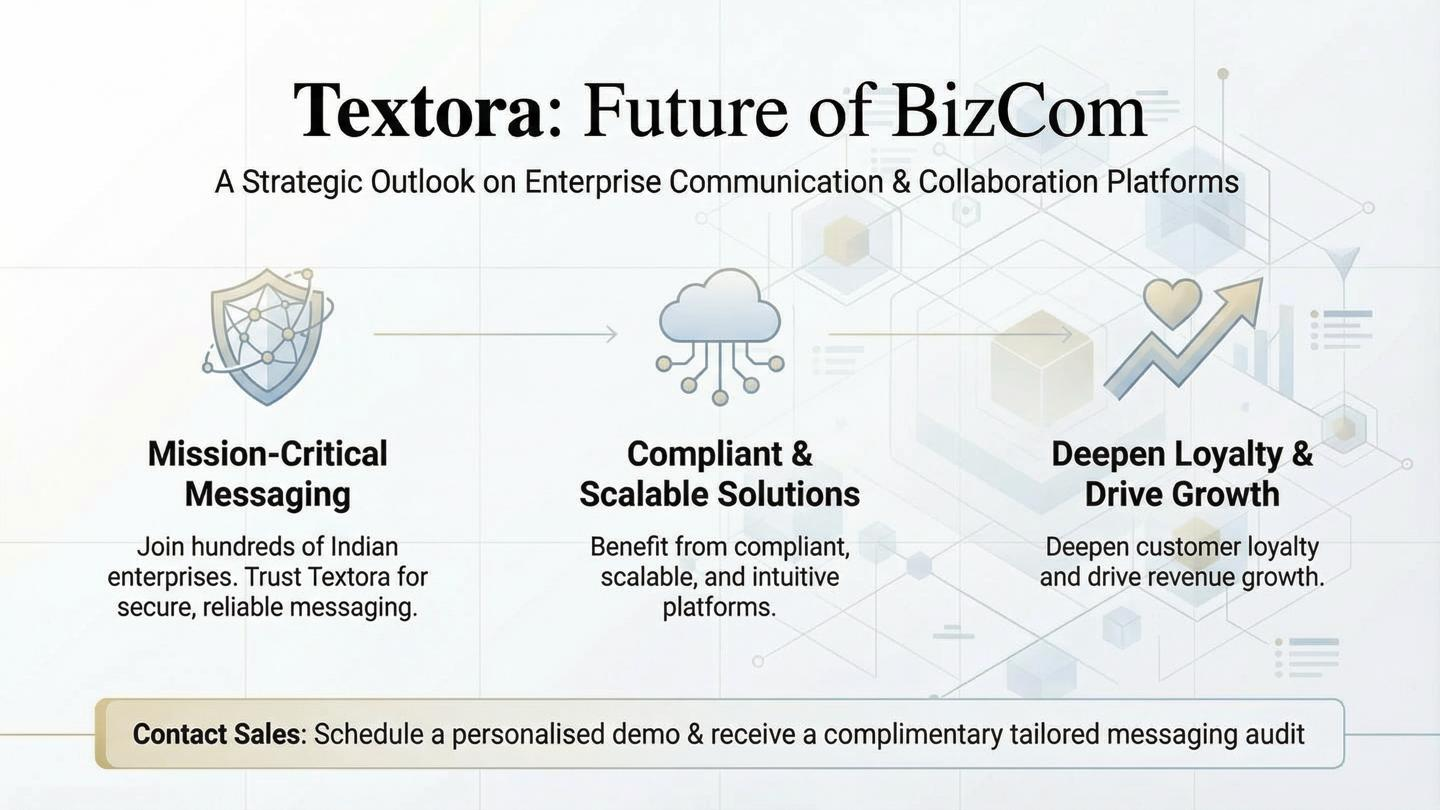 Textora: Future of BizCom
A Strategic Outlook on Enterprise Communication & Collaboration Platforms
Mission-Critical
Messaging
Join hundreds of Indian
enterprises. Trust Textora for
secure, reliable messaging.
Compliant &
Scalable Solutions
Benefit from compliant,
scalable, and intuitive
platforms.
Deepen Loyalty &
Drive Growth
Deepen customer loyalty
and drive revenue growth.
Contact Sales: Schedule a personalised demo & receive a complimentary tailored messaging audit